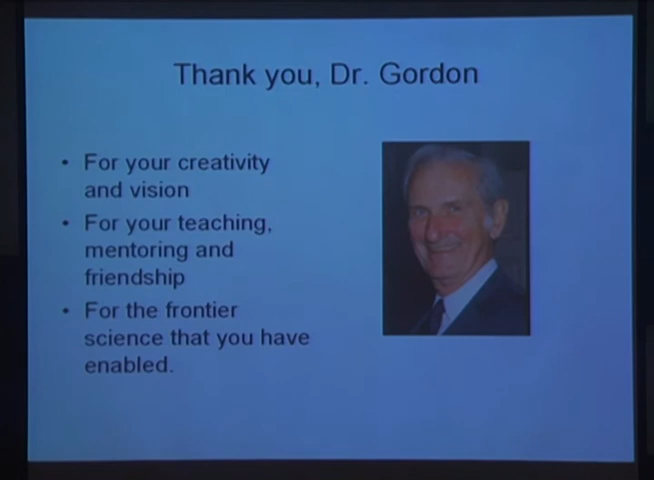 Thank you, Dr. Gordon
• For your creativity
and vision
• For your teaching,
mentoring and
friendship
• For the frontier
science that you have
enabled.